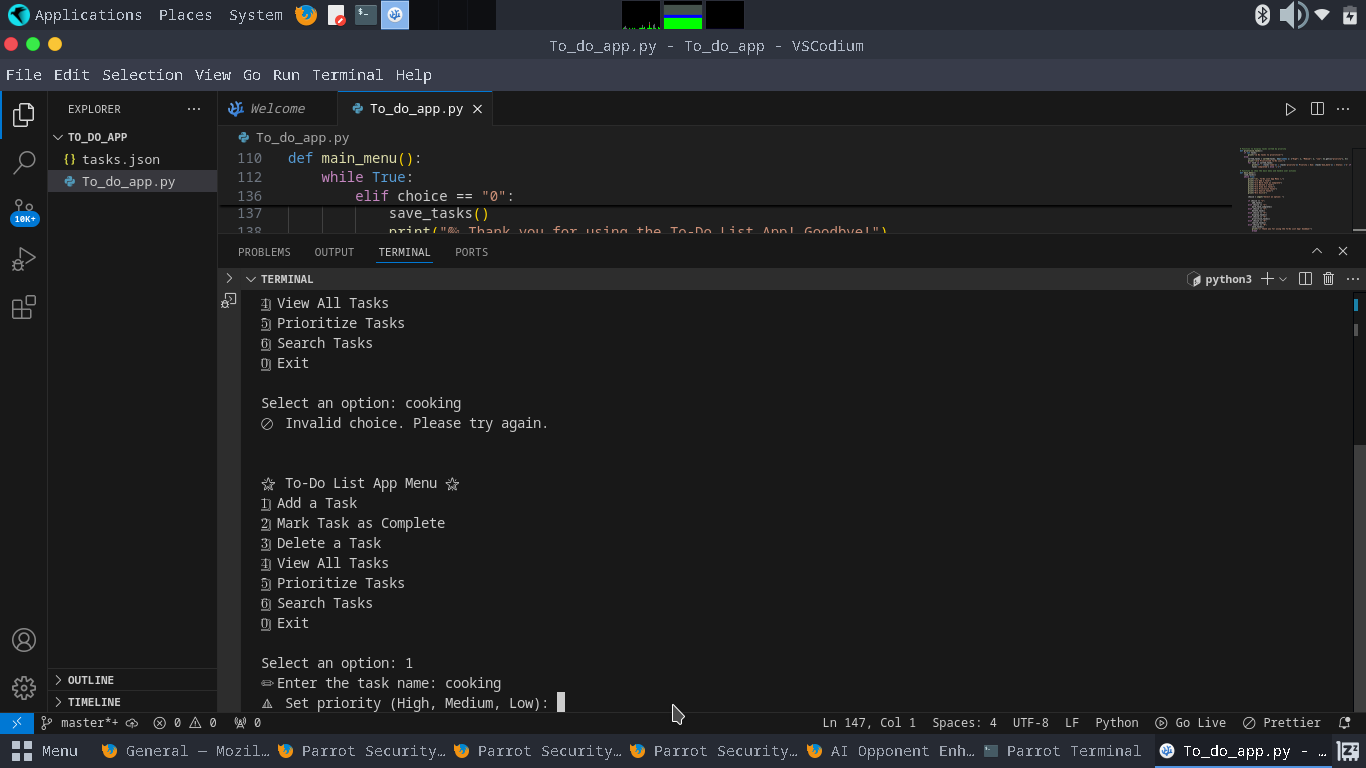 Applications Places System
To_do_app.py - To_do_app - VSCodium
File Edit Selection View Go Run Terminal Help
EXPLORER
TO_DO_APP
{} tasks.json
To_do_app.py
10K+
OUTLINE
TIMELINE
Welcome
To_do_app.py
To_do_app.py
110 def main_menu():
112 while True:
136 elif choice == "0":
137 save_tasks()
138 print(" Thank you for using the To-Do List App! Goodbye!")
PROBLEMS OUTPUT TERMINAL PORTS
TERMINAL
python3
4 View All Tasks
5 Prioritize Tasks
6 Search Tasks
0 Exit
Select an option: cooking
Invalid choice. Please try again.
☆ To-Do List App Menu ☆
1 Add a Task
2 Mark Task as Complete
3 Delete a Task
4 View All Tasks
5 Prioritize Tasks
6 Search Tasks
0 Exit
Select an option: 1
✏ Enter the task name: cooking
⚠ Set priority (High, Medium, Low):
master*+ 0 0 0 Ln 147, Col 1 Spaces: 4 UTF-8 LF Python Go Live Prettier
Menu General — Mozil… Parrot Security… Parrot Security… Parrot Security… AI Opponent Enh… Parrot Terminal To_do_app.py - …